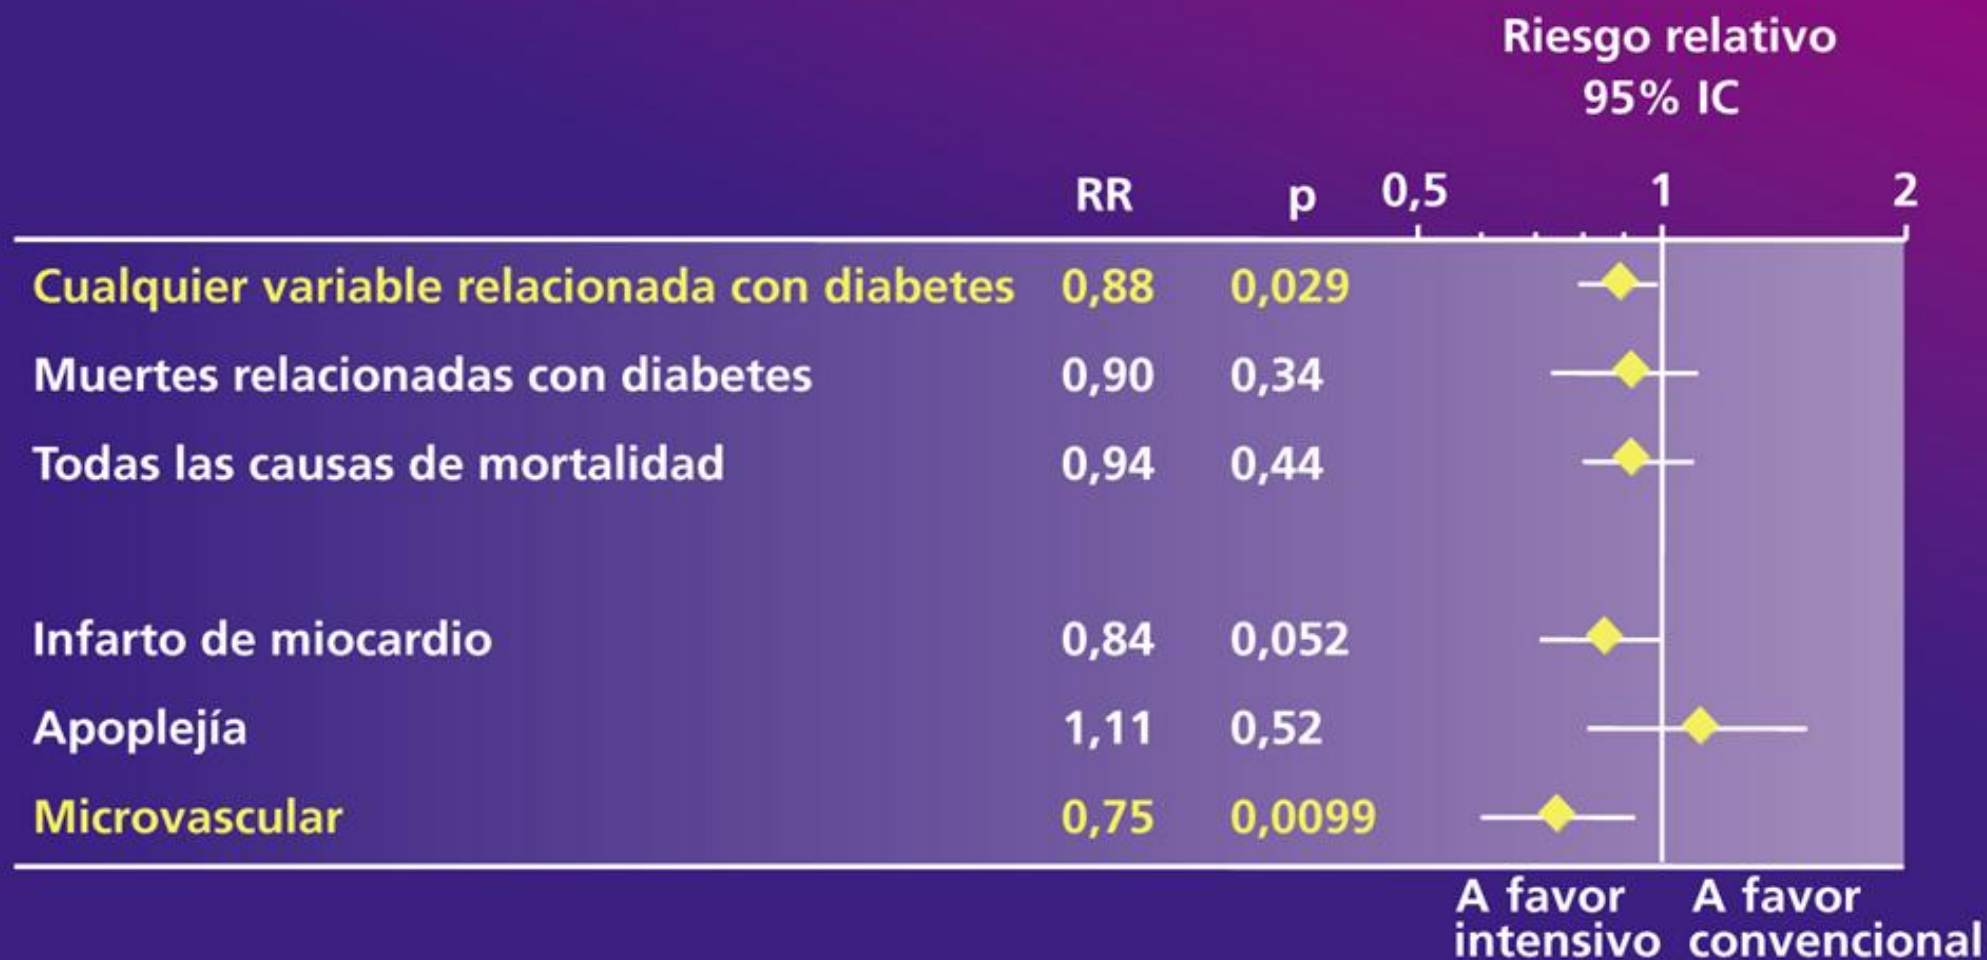 Riesgo relativo
95% IC
RR p 0,5 1 2
Cualquier variable relacionada con diabetes 0,88 0,029
Muertes relacionadas con diabetes 0,90 0,34
Todas las causas de mortalidad 0,94 0,44
Infarto de miocardio 0,84 0,052
Apoplejía 1,11 0,52
Microvascular 0,75 0,0099
A favor intensivo
A favor convencional